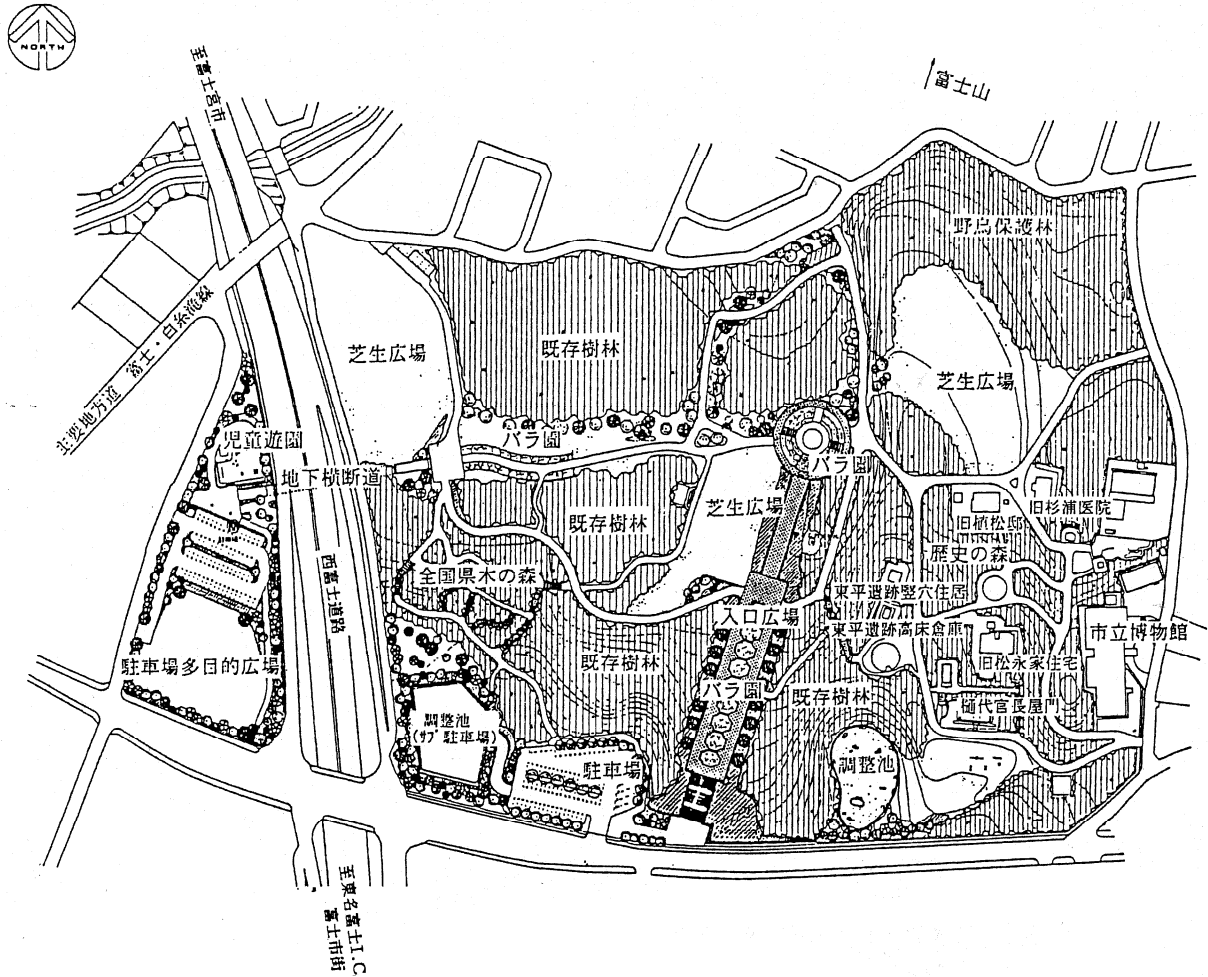 NORTH
至富士宮市
富士山
野鳥保護林
主要地方道 富士・白糸滝線
芝生広場
既存樹林
芝生広場
児童遊園
バラ園
地下横断道
バラ園
芝生広場
既存樹林
旧植松邸
旧杉浦医院
西富士道路
全国県木の森
歴史の森
東平遺跡竪穴住居
入口広場
東平遺跡高床倉庫
市立博物館
駐車場多目的広場
既存樹林
旧松永家住宅
バラ園
既存樹林
樋代官長屋門
調整池
(サブ駐車場)
駐車場
調整池
至東名富士I.C
富士市街